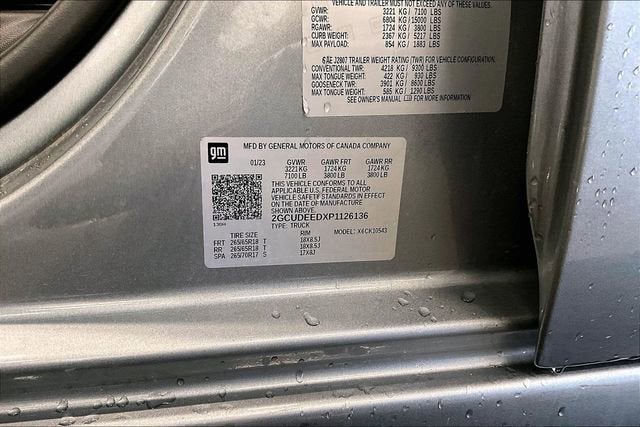 VEHICLE AND TRAILER MUST NOT EXCEED ANY OF THESE VALUES.
GVWR: 3221 KG / 7100 LBS
GCWR: 6804 KG / 15000 LBS
RGAWR: 1724 KG / 3800 LBS
CURB WEIGHT: 2367 KG / 5217 LBS
MAX PAYLOAD: 854 KG / 1883 LBS
SAE J2807 TRAILER WEIGHT RATING (TWR) FOR VEHICLE CONFIGURATION.
CONVENTIONAL TWR: 4218 KG / 9300 LBS
MAX TONGUE WEIGHT: 422 KG / 930 LBS
GOOSENECK TWR: 3901 KG / 8600 LBS
MAX TONGUE WEIGHT: 585 KG / 1290 LBS
SEE OWNER'S MANUAL FOR MORE INFORMATION
gm
MFD BY GENERAL MOTORS OF CANADA COMPANY
01/23 GVWR GAWR FRT GAWR RR
3221 KG 1724 KG 1724 KG
7100 LB 3800 LB 3800 LB
THIS VEHICLE CONFORMS TO ALL
APPLICABLE U.S. FEDERAL MOTOR
VEHICLE SAFETY STANDARDS IN
EFFECT ON THE DATE OF MANUFACTURE
SHOWN ABOVE.
2GCUDEEDXP1126136
TYPE: TRUCK MODEL: X6CK10543
TIRE SIZE RIM
FRT 265/65R18 T 18X8.5J
RR 265/65R18 T 18X8.5J
SPA 265/70R17 S 17X8J